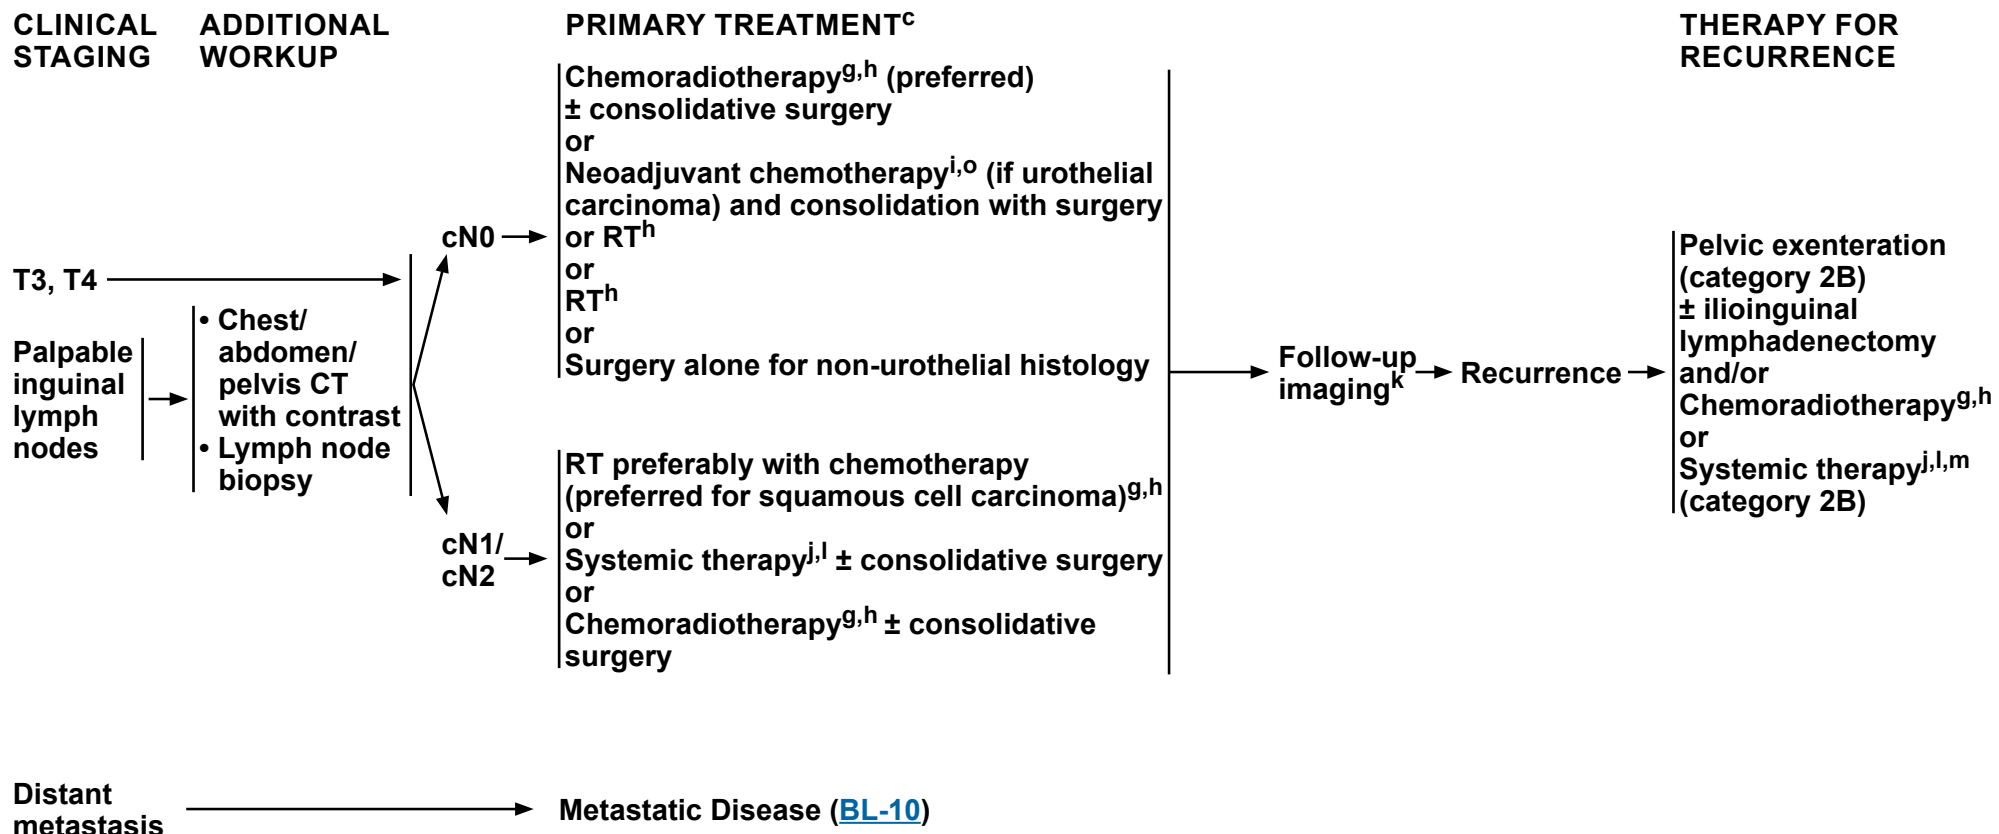 CLINICAL
STAGING
ADDITIONAL
WORKUP
PRIMARY TREATMENTc
THERAPY FOR
RECURRENCE
T3, T4
Palpable
inguinal
lymph
nodes
• Chest/
abdomen/
pelvis CT
with contrast
• Lymph node
biopsy
cN0
Chemoradiotherapyg,h (preferred)
± consolidative surgery
or
Neoadjuvant chemotherapyi,o (if urothelial
carcinoma) and consolidation with surgery
or RTh
or
RTh
or
Surgery alone for non-urothelial histology
cN1/
cN2
RT preferably with chemotherapy
(preferred for squamous cell carcinoma)g,h
or
Systemic therapyj,l ± consolidative surgery
or
Chemoradiotherapyg,h ± consolidative
surgery
Follow-up
imagingk
Recurrence
Pelvic exenteration
(category 2B)
± ilioinguinal
lymphadenectomy
and/or
Chemoradiotherapyg,h
or
Systemic therapyj,l,m
(category 2B)
Distant
metastasis
Metastatic Disease (BL-10)